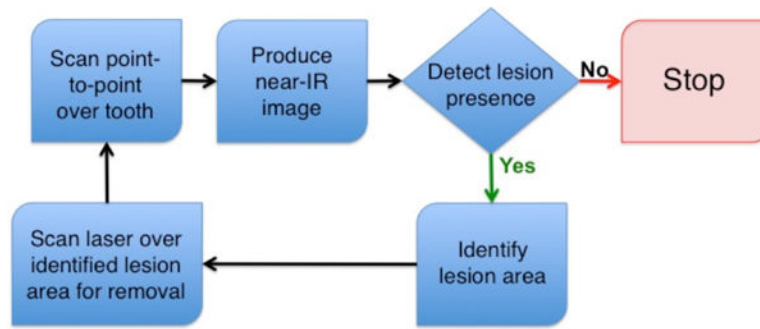 Scan point-
to-point
over tooth
Produce
near-IR
image
Detect lesion
presence
No
Stop
Yes
Identify
lesion area
Scan laser over
identified lesion
area for removal